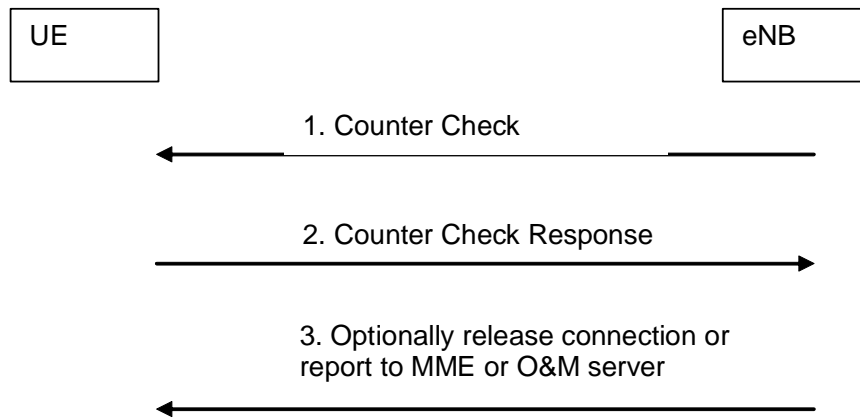 UE
eNB
1. Counter Check
2. Counter Check Response
3. Optionally release connection or
report to MME or O&M server